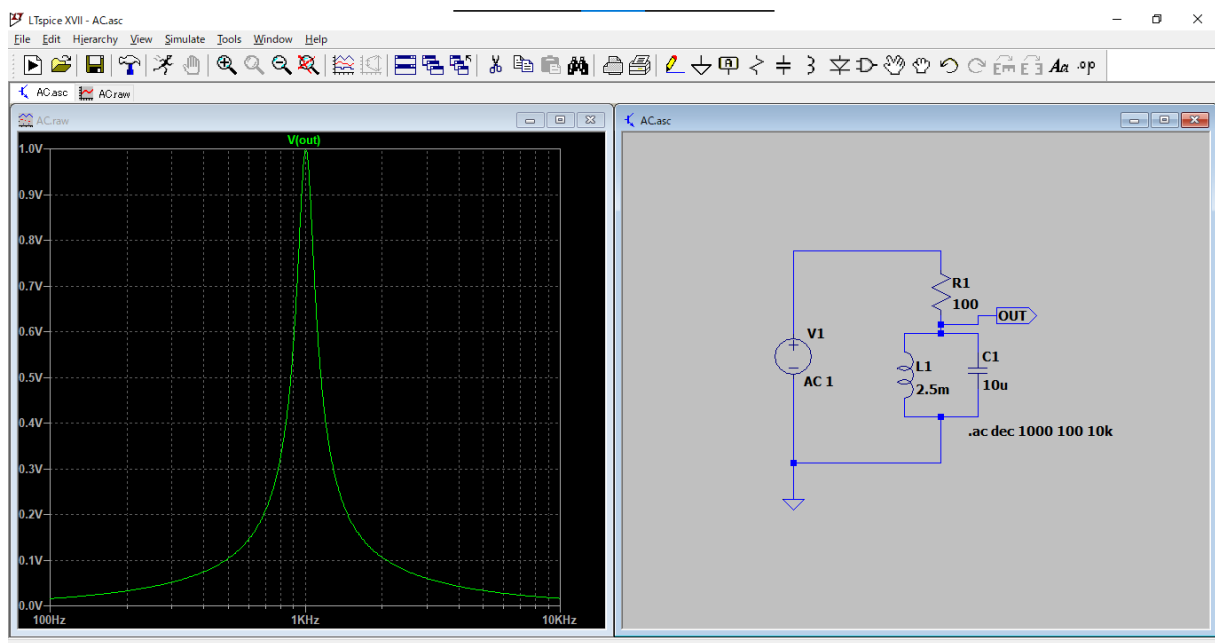 LTspice XVII - AC.asc
File Edit Hierarchy View Simulate Tools Window Help
Aa .op
AC.asc AC.raw
AC.raw
V(out)
1.0V
0.9V
0.8V
0.7V
0.6V
0.5V
0.4V
0.3V
0.2V
0.1V
0.0V
100Hz 1KHz 10KHz
AC.asc
R1
100
OUT
V1
AC 1
L1
2.5m
C1
10u
.ac dec 1000 100 10k